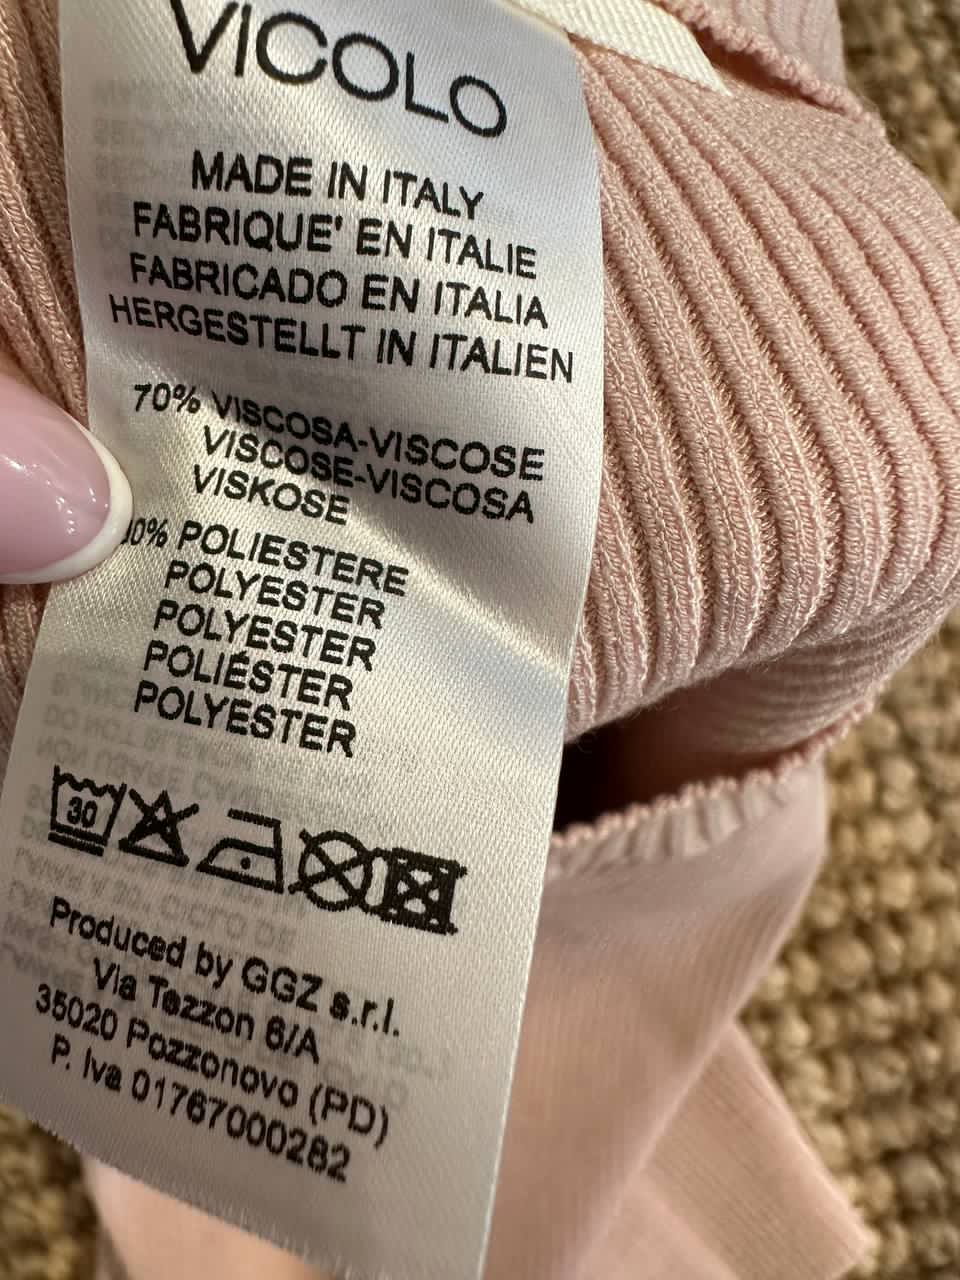 VICOLO
MADE IN ITALY
FABRIQUE' EN ITALIE
FABRICADO EN ITALIA
HERGESTELLT IN ITALIEN
70% VISCOSA-VISCOSE
VISCOSE-VISCOSA
VISKOSE
0% POLIESTERE
POLYESTER
POLYESTER
POLIÉSTER
POLYESTER
30
Produced by GGZ s.r.l.
Via Tezzon 6/A
35020 Pozzonovo (PD)
P. Iva 01767000282